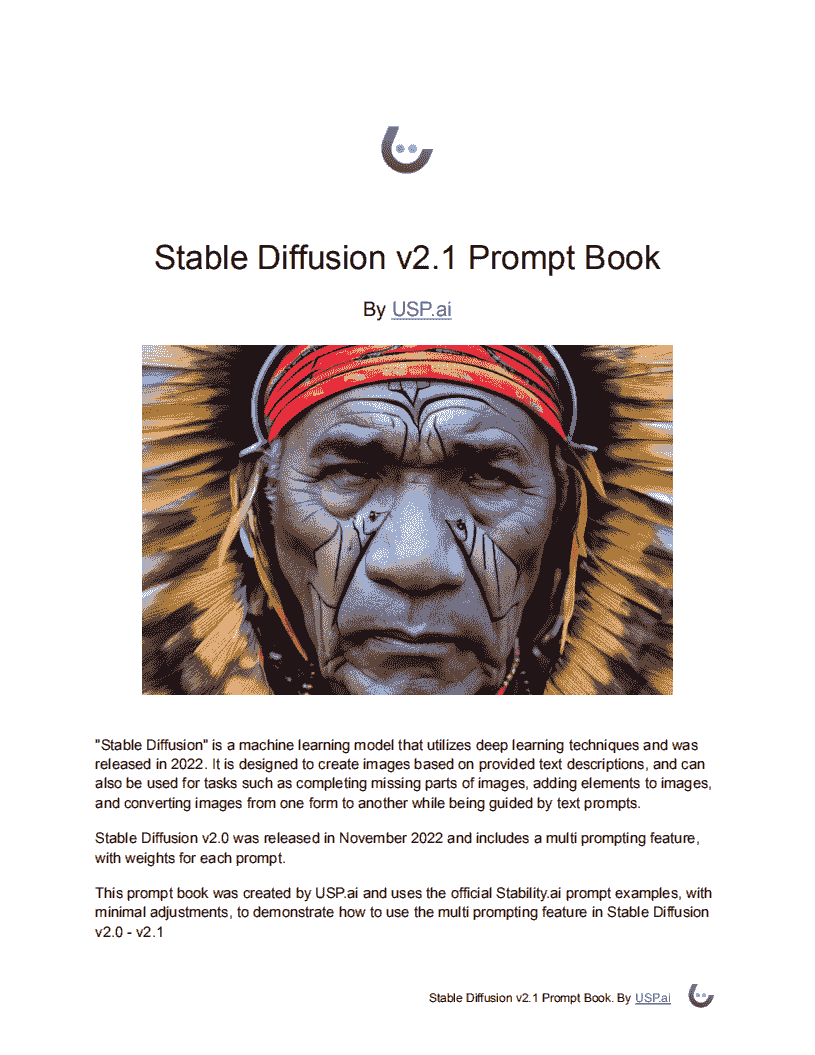 Stable Diffusion v2.1 Prompt Book
By USP.ai
"Stable Diffusion" is a machine learning model that utilizes deep learning techniques and was
released in 2022. It is designed to create images based on provided text descriptions, and can
also be used for tasks such as completing missing parts of images, adding elements to images,
and converting images from one form to another while being guided by text prompts.
Stable Diffusion v2.0 was released in November 2022 and includes a multi prompting feature,
with weights for each prompt.
This prompt book was created by USP.ai and uses the official Stability.ai prompt examples, with
minimal adjustments, to demonstrate how to use the multi prompting feature in Stable Diffusion
v2.0 - v2.1
Stable Diffusion v2.1 Prompt Book. By USP.ai